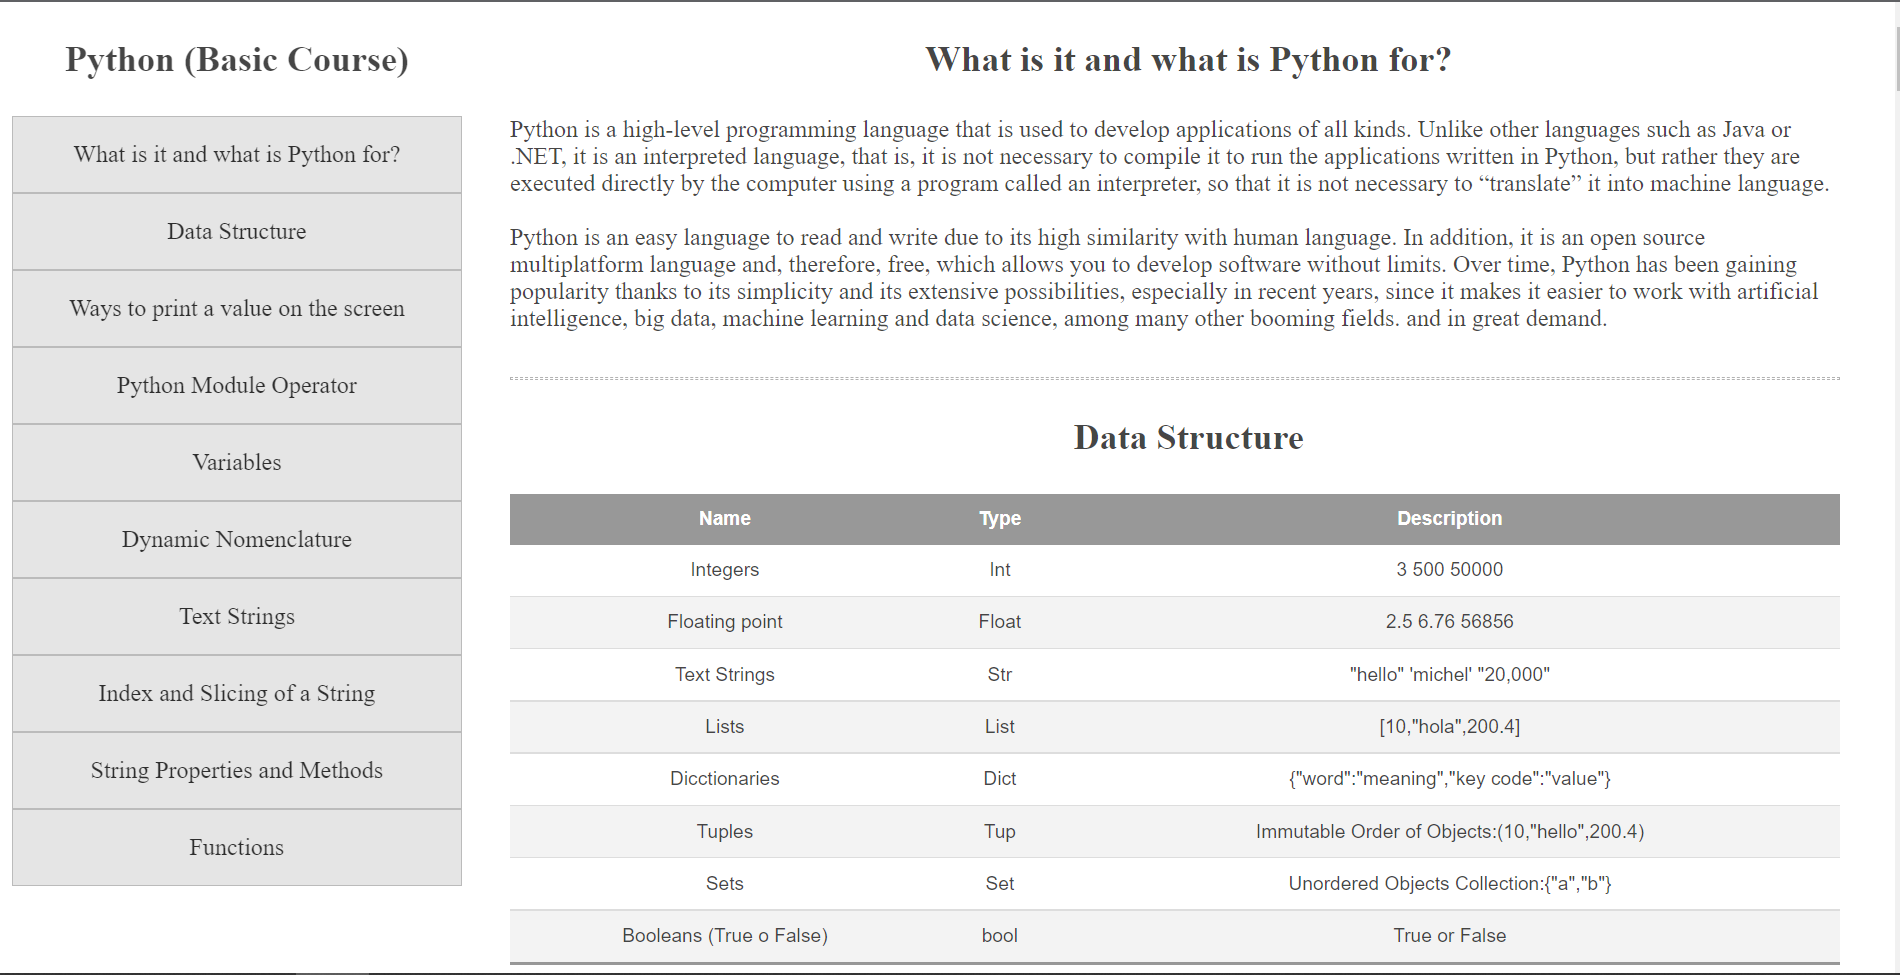 Python (Basic Course)
What is it and what is Python for?
Data Structure
Ways to print a value on the screen
Python Module Operator
Variables
Dynamic Nomenclature
Text Strings
Index and Slicing of a String
String Properties and Methods
Functions
What is it and what is Python for?
Python is a high-level programming language that is used to develop applications of all kinds. Unlike other languages such as Java or
.NET, it is an interpreted language, that is, it is not necessary to compile it to run the applications written in Python, but rather they are
executed directly by the computer using a program called an interpreter, so that it is not necessary to “translate” it into machine language.
Python is an easy language to read and write due to its high similarity with human language. In addition, it is an open source
multiplatform language and, therefore, free, which allows you to develop software without limits. Over time, Python has been gaining
popularity thanks to its simplicity and its extensive possibilities, especially in recent years, since it makes it easier to work with artificial
intelligence, big data, machine learning and data science, among many other booming fields. and in great demand.
Data Structure
Name Type Description
Integers Int 3 500 50000
Floating point Float 2.5 6.76 56856
Text Strings Str "hello" 'michel' "20,000"
Lists List [10,"hola",200.4]
Dicctionaries Dict {"word":"meaning","key code":"value"}
Tuples Tup Immutable Order of Objects:(10,"hello",200.4)
Sets Set Unordered Objects Collection:{"a","b"}
Booleans (True o False) bool True or False